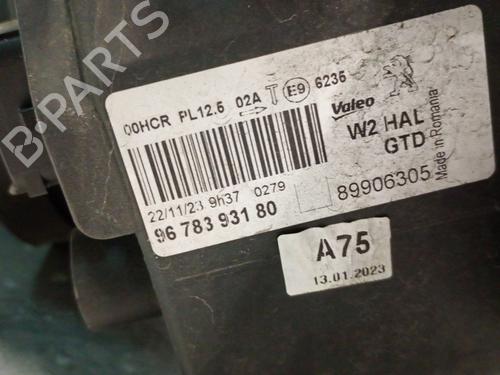 B-PARTS
00HCR PL12.5 02A T E9 6235
Valeo
W2 HAL
GTD
Made in Romania
22/11/23 9h37 0279
96 783 931 80
89906305
A75
13.01.2023